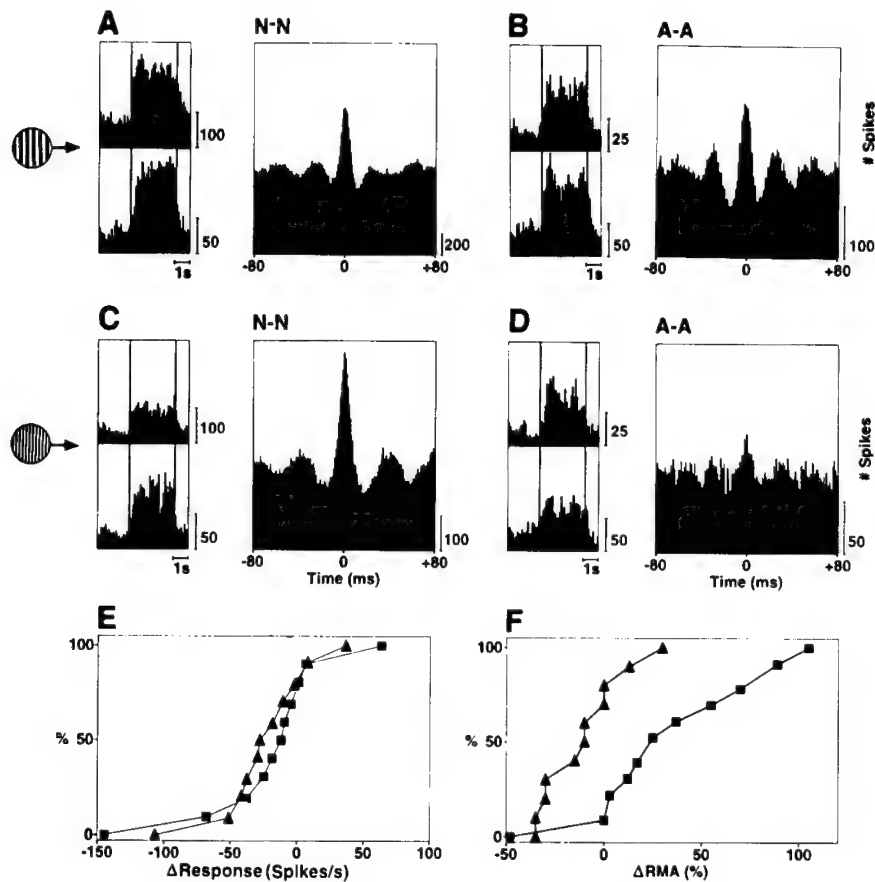 A
N-N
100
50
1s
200
-80 0 +80
B
A-A
25
50
1s
# Spikes
100
-80 0 +80
C
N-N
100
50
1s
100
-80 0 +80
Time (ms)
D
A-A
25
50
1s
# Spikes
50
-80 0 +80
Time (ms)
E
100
% 50
0
-150 -100 -50 0 50 100
ΔResponse (Spikes/s)
F
100
% 50
0
-50 0 50 100
ΔRMA (%)